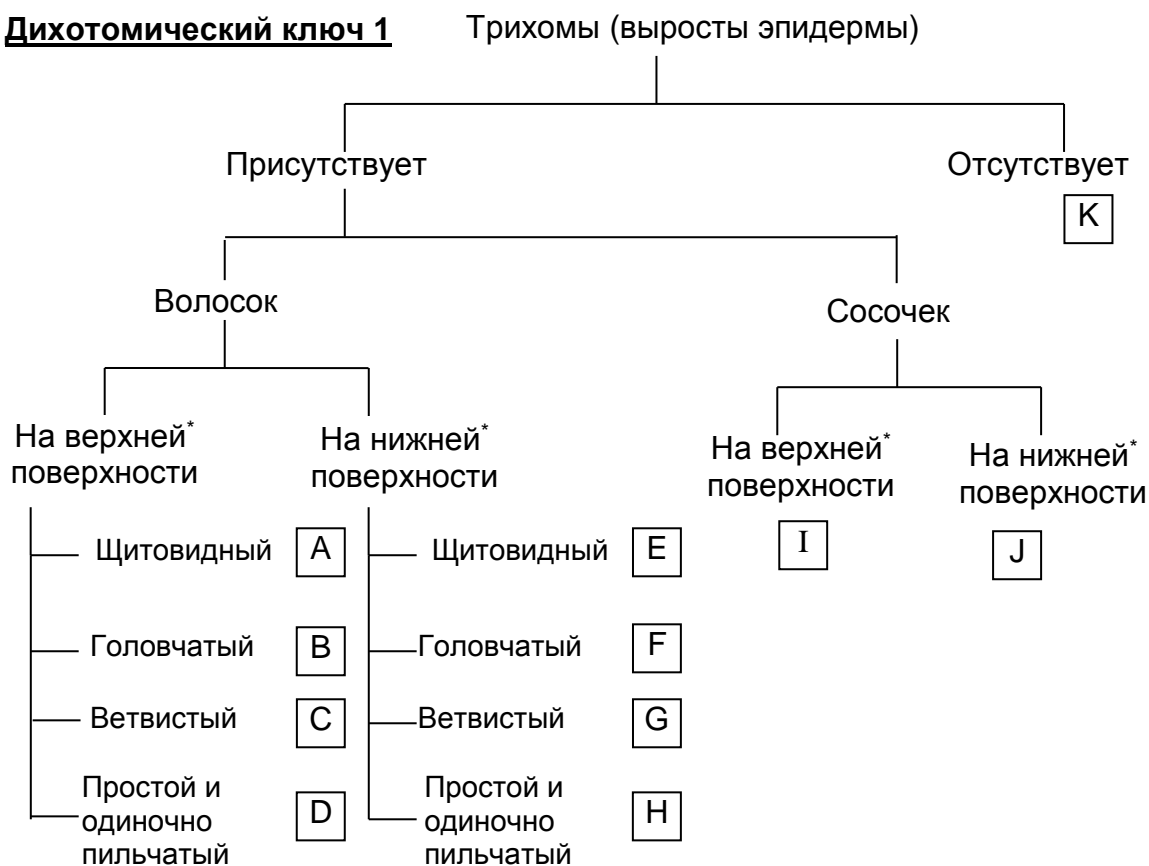 Дихотомический ключ 1
Трихомы (выросты эпидермы)
Присутствует
Отсутствует
K
Волосок
Сосочек
На верхней*
поверхности
На нижней*
поверхности
На верхней*
поверхности
На нижней*
поверхности
I
J
Щитовидный A
Щитовидный E
Головчатый B
Головчатый F
Ветвистый C
Ветвистый G
Простой и
одиночно
пильчатый
D
Простой и
одиночно
пильчатый
H